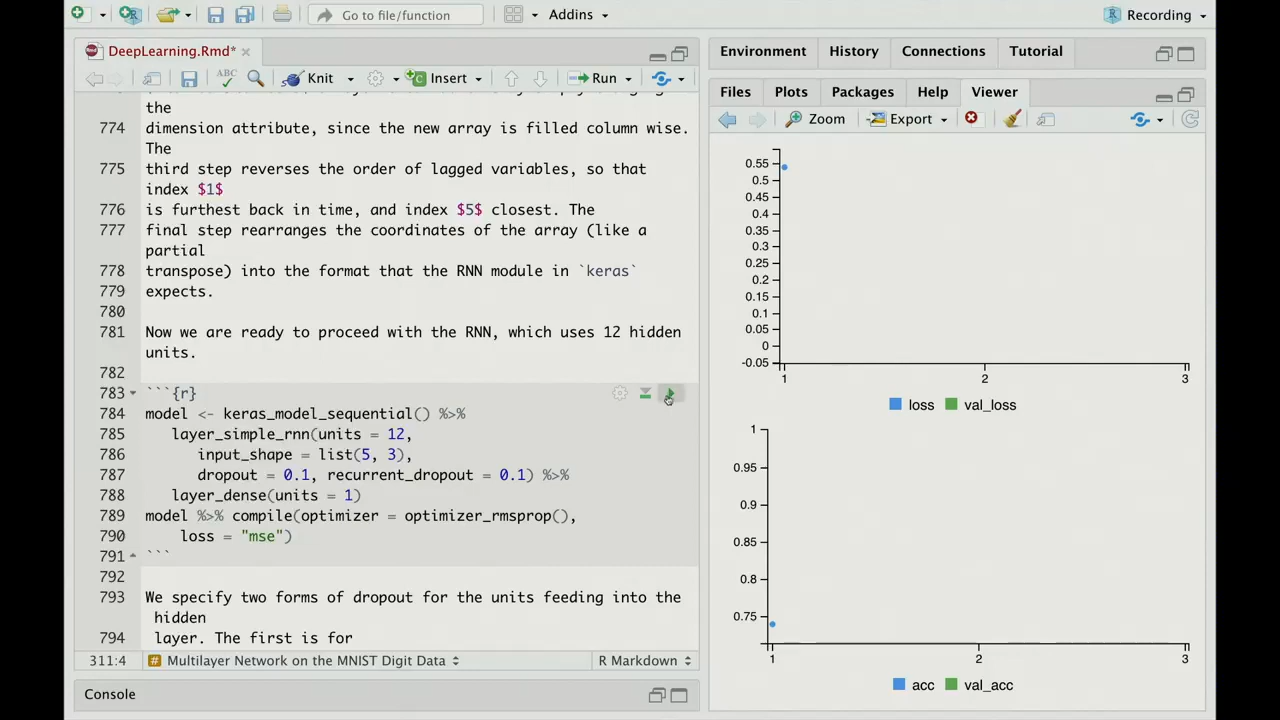 Go to file/function
Addins
Recording
DeepLearning.Rmd*
ABC
Knit
Insert
Run
the
774 dimension attribute, since the new array is filled column wise.
The
775 third step reverses the order of lagged variables, so that
index $1$
776 is furthest back in time, and index $5$ closest. The
777 final step rearranges the coordinates of the array (like a
partial
778 transpose) into the format that the RNN module in `keras`
779 expects.
780
781 Now we are ready to proceed with the RNN, which uses 12 hidden
units.
782
783 ```{r}
784 model <- keras_model_sequential() %>%
785 layer_simple_rnn(units = 12,
786 input_shape = list(5, 3),
787 dropout = 0.1, recurrent_dropout = 0.1) %>%
788 layer_dense(units = 1)
789 model %>% compile(optimizer = optimizer_rmsprop(),
790 loss = "mse")
791 ```
792
793 We specify two forms of dropout for the units feeding into the
hidden
794 layer. The first is for
311:4 # Multilayer Network on the MNIST Digit Data R Markdown
Console
Environment History Connections Tutorial
Files Plots Packages Help Viewer
Zoom Export
0.55
0.5
0.45
0.4
0.35
0.3
0.25
0.2
0.15
0.1
0.05
0
-0.05
1 2 3
loss val_loss
1
0.95
0.9
0.85
0.8
0.75
1 2 3
acc val_acc